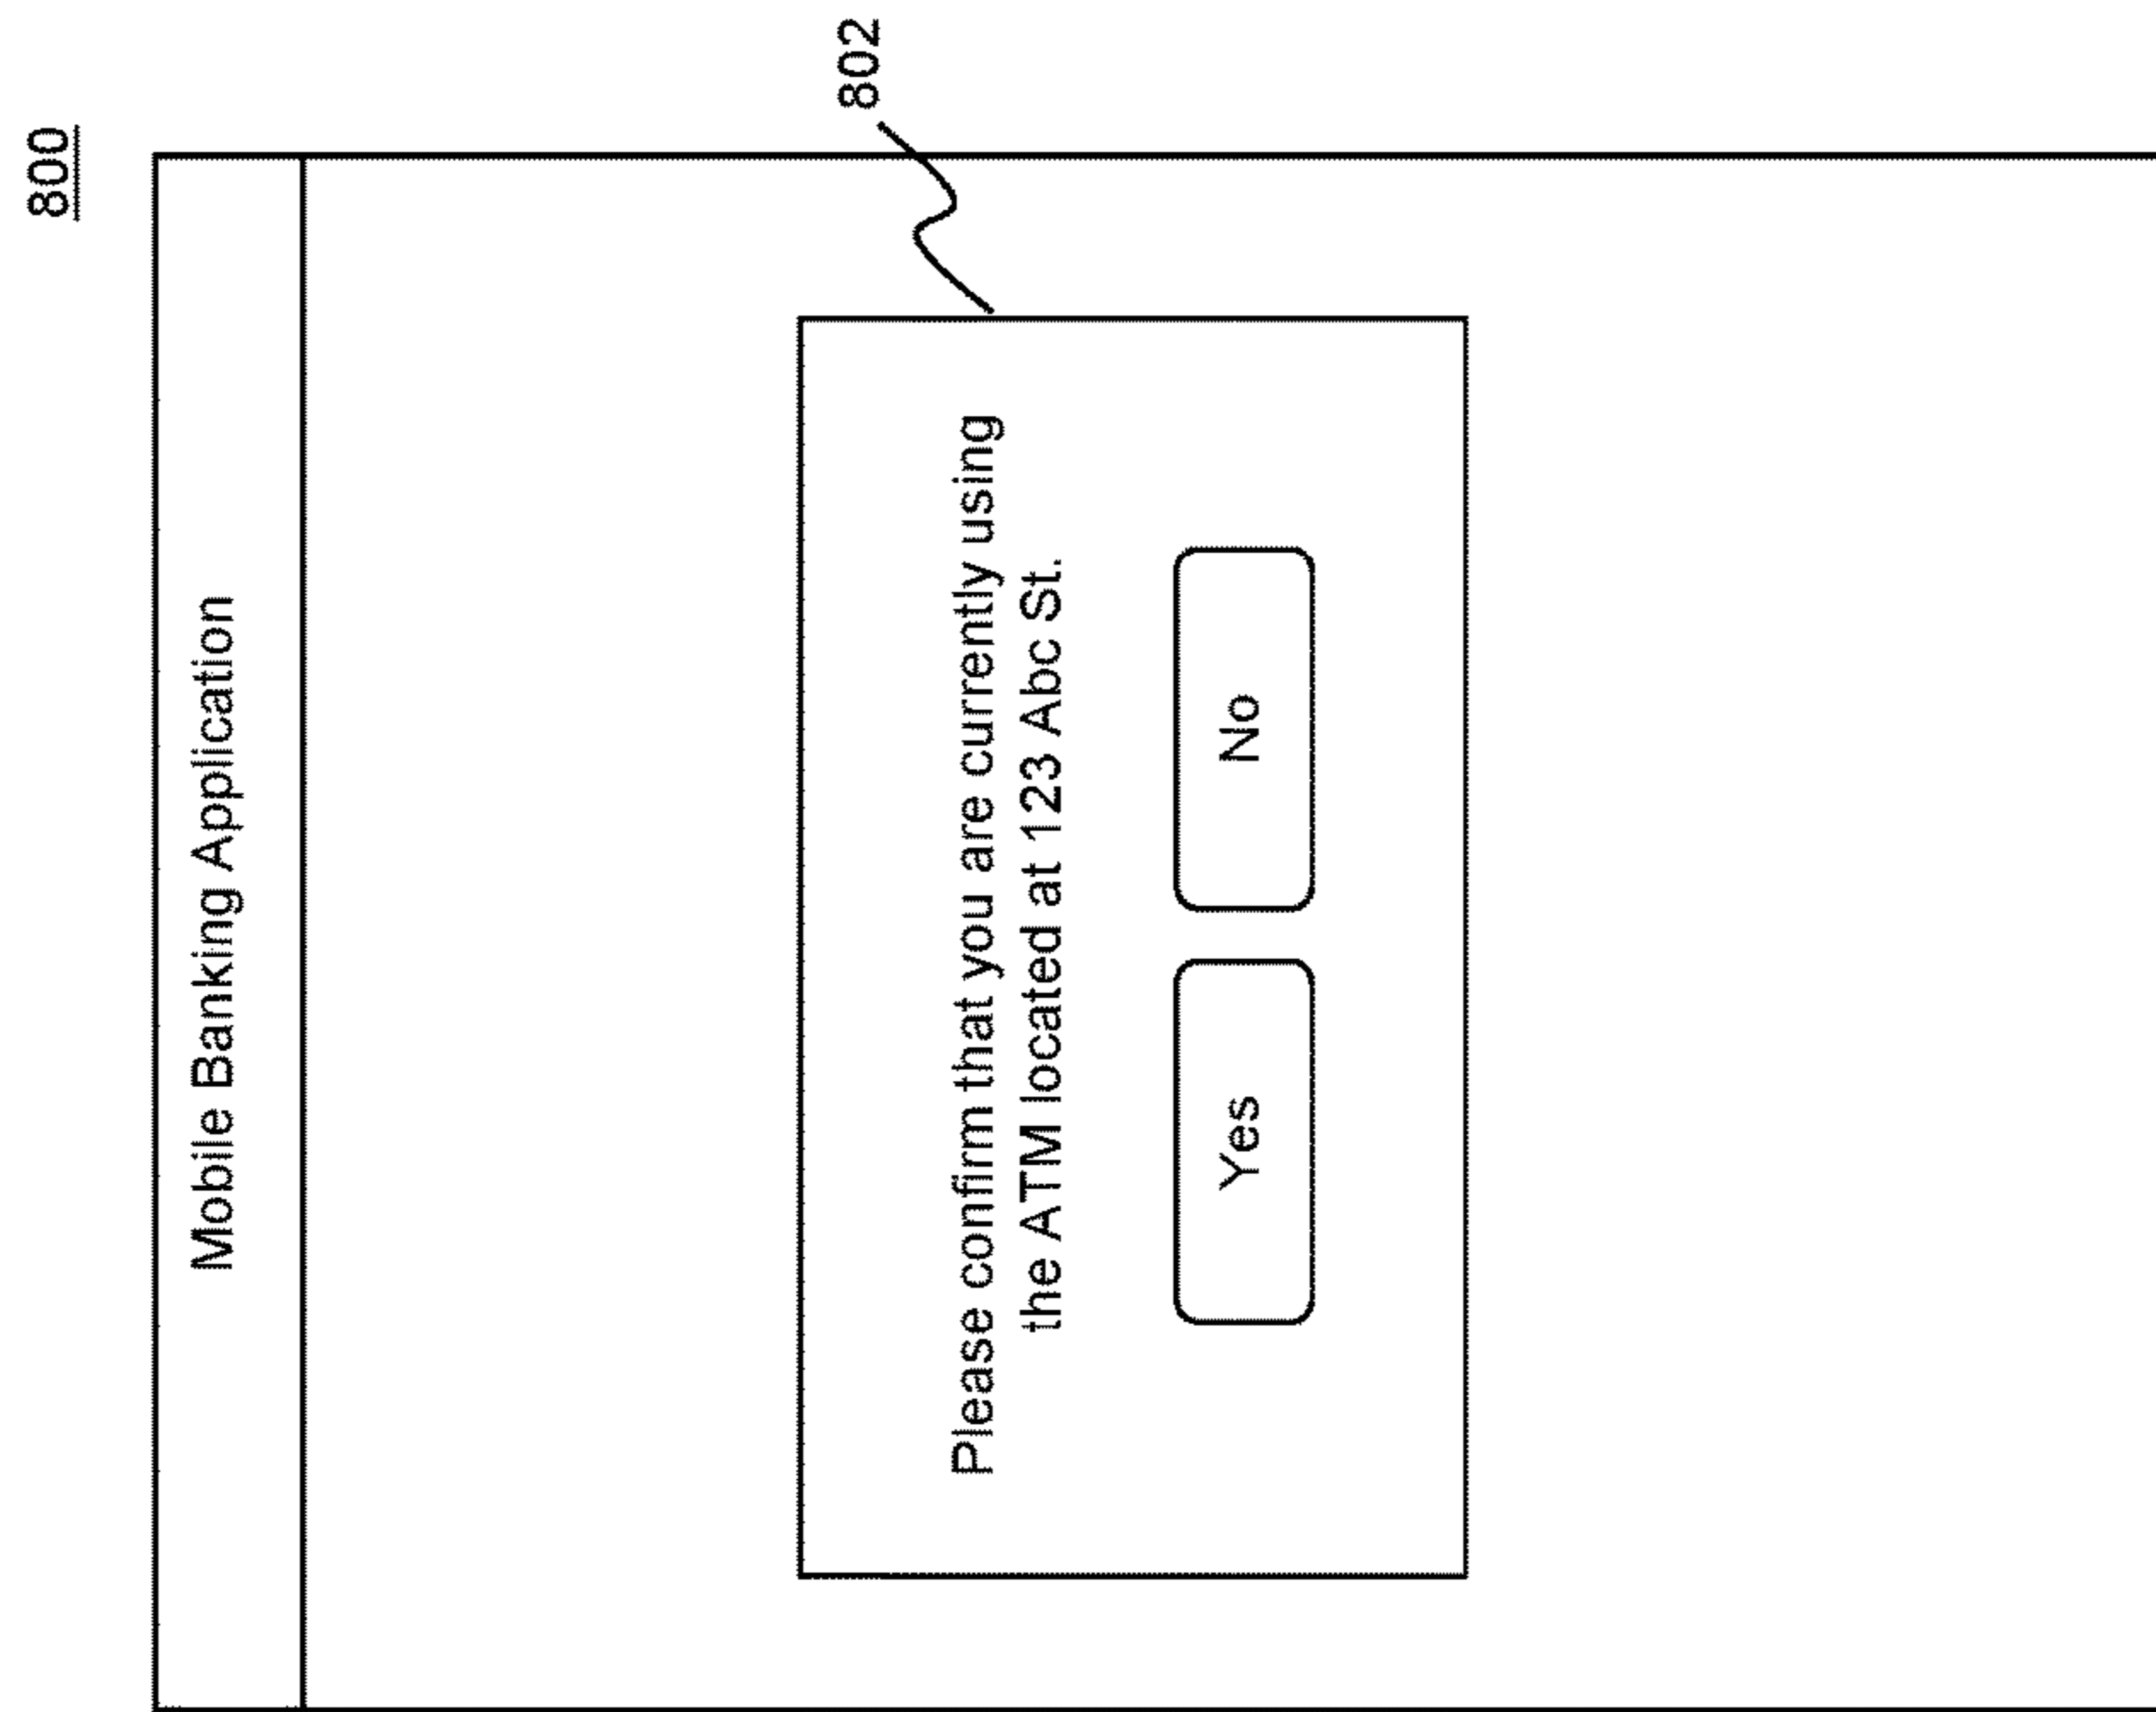 800
Mobile Banking Application
802
Please confirm that you are currently using
the ATM located at 123 Abc St.
Yes
No